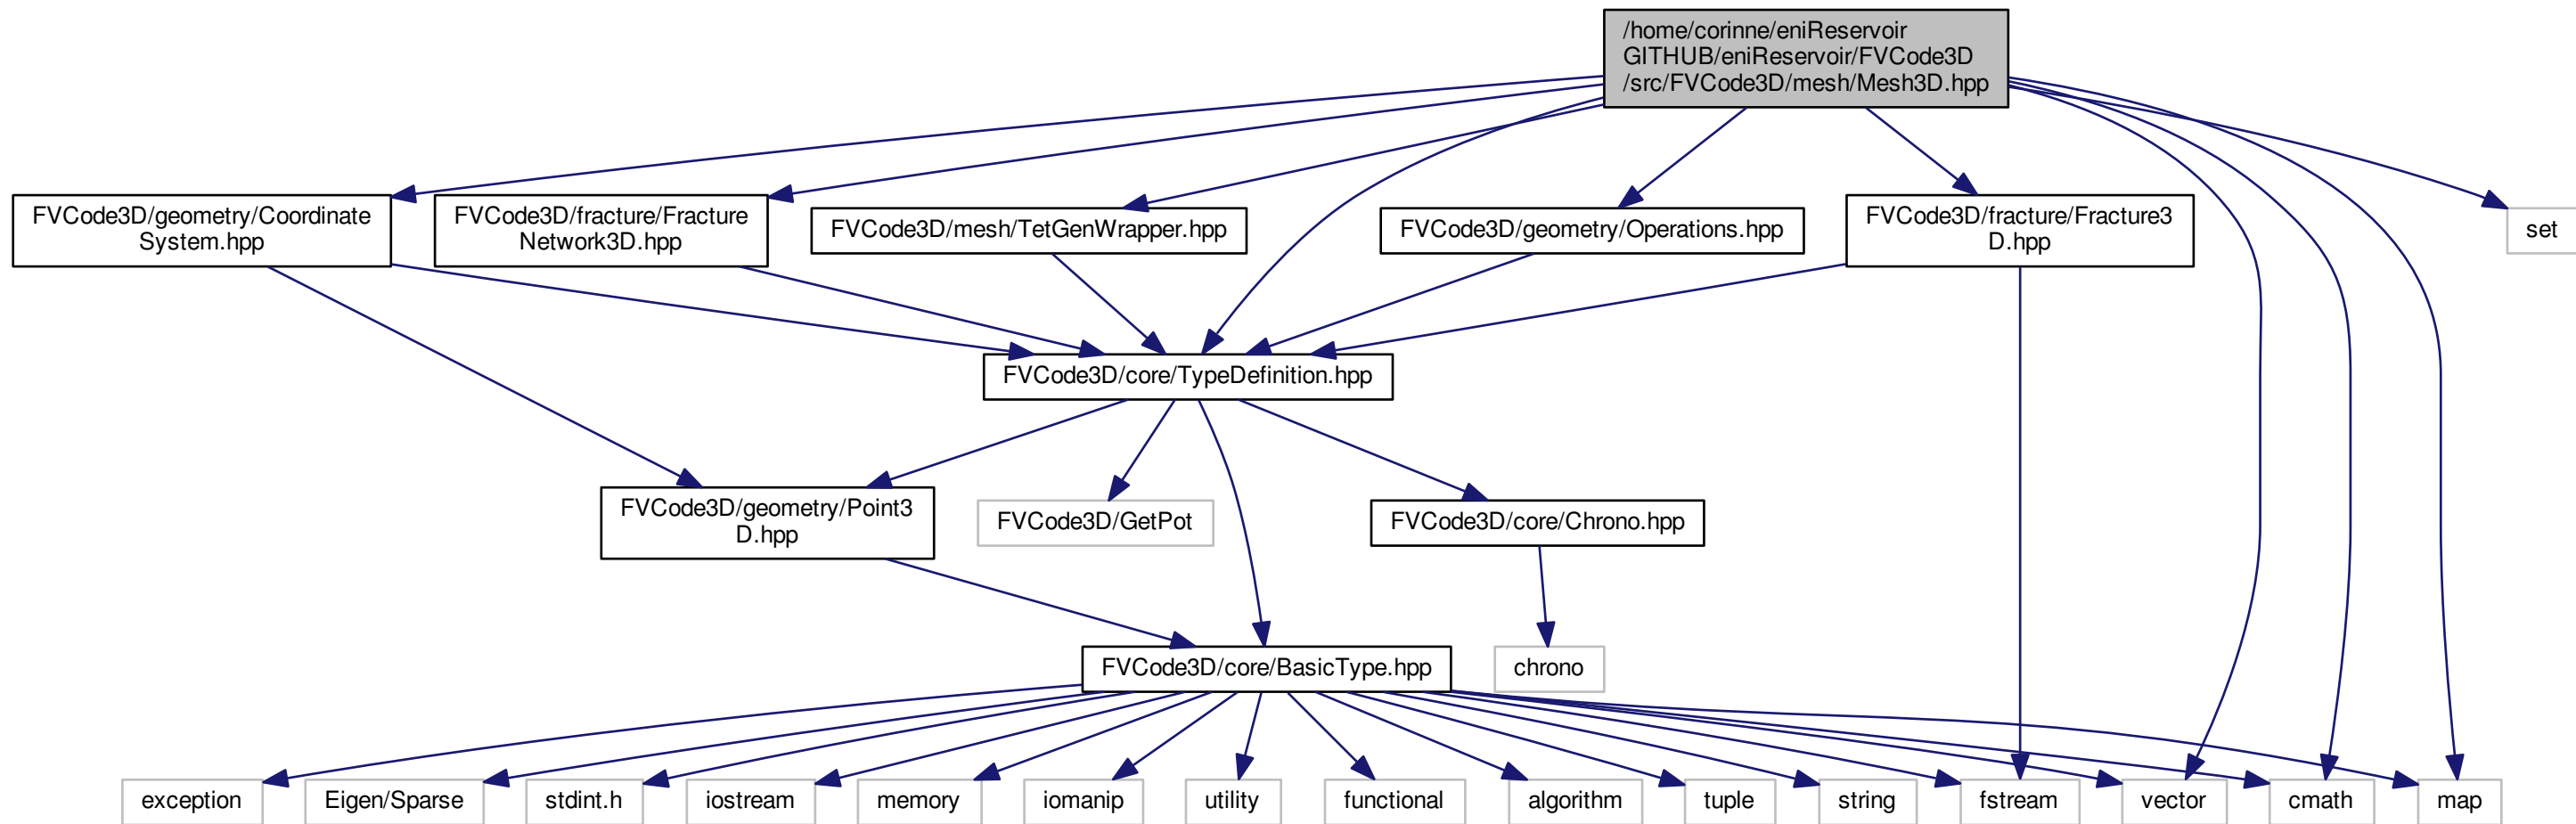 /home/corinne/eniReservoir
GITHUB/eniReservoir/FVCode3D
/src/FVCode3D/mesh/Mesh3D.hpp
FVCode3D/geometry/Coordinate
System.hpp
FVCode3D/fracture/Fracture
Network3D.hpp
FVCode3D/mesh/TetGenWrapper.hpp
FVCode3D/geometry/Operations.hpp
FVCode3D/fracture/Fracture3
D.hpp
set
FVCode3D/core/TypeDefinition.hpp
FVCode3D/geometry/Point3
D.hpp
FVCode3D/GetPot
FVCode3D/core/Chrono.hpp
FVCode3D/core/BasicType.hpp
chrono
exception
Eigen/Sparse
stdint.h
iostream
memory
iomanip
utility
functional
algorithm
tuple
string
fstream
vector
cmath
map